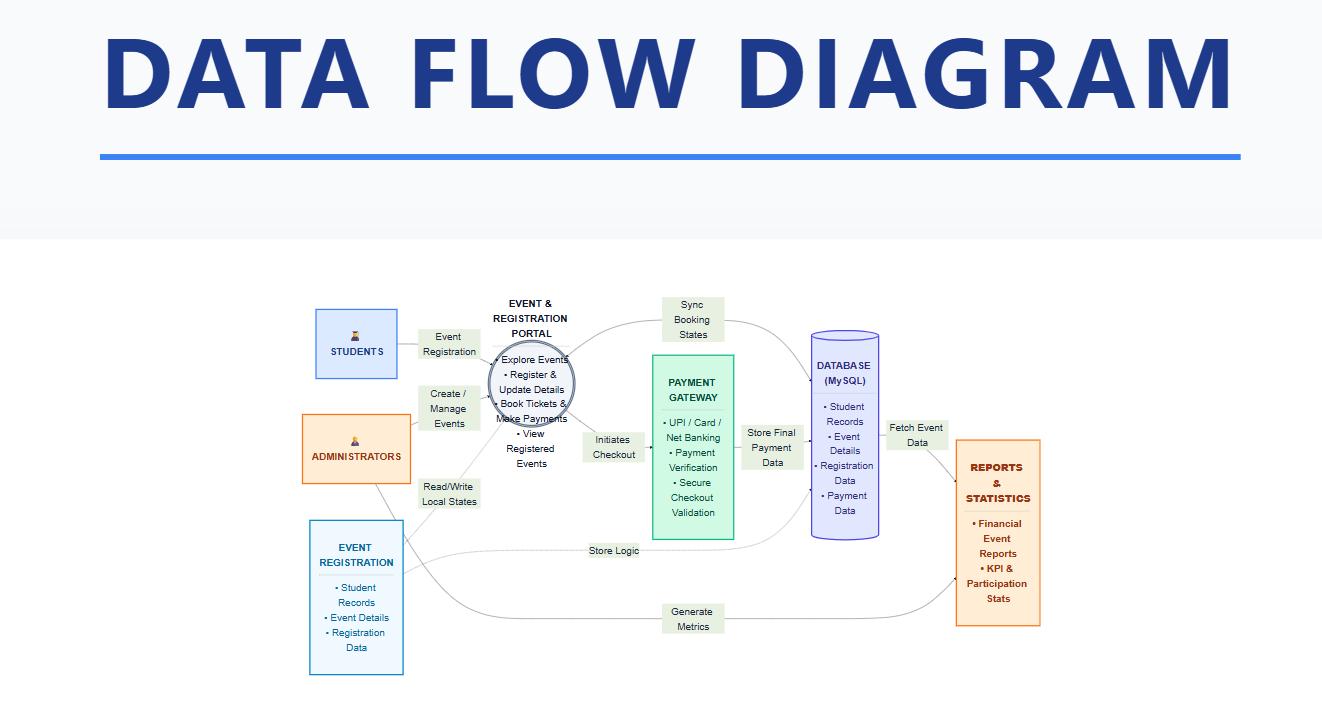 DATA FLOW DIAGRAM
STUDENTS
Event
Registration
ADMINISTRATORS
Create /
Manage
Events
EVENT &
REGISTRATION
PORTAL
• Explore Events
• Register &
Update Details
• Book Tickets &
Make Payments
• View
Registered
Events
Read/Write
Local States
EVENT
REGISTRATION
• Student
Records
• Event Details
• Registration
Data
Sync
Booking
States
Initiates
Checkout
PAYMENT
GATEWAY
• UPI / Card /
Net Banking
• Payment
Verification
• Secure
Checkout
Validation
Store Final
Payment
Data
Store Logic
Generate
Metrics
DATABASE
(MySQL)
• Student
Records
• Event
Details
• Registration
Data
• Payment
Data
Fetch Event
Data
REPORTS
&
STATISTICS
• Financial
Event
Reports
• KPI &
Participation
Stats